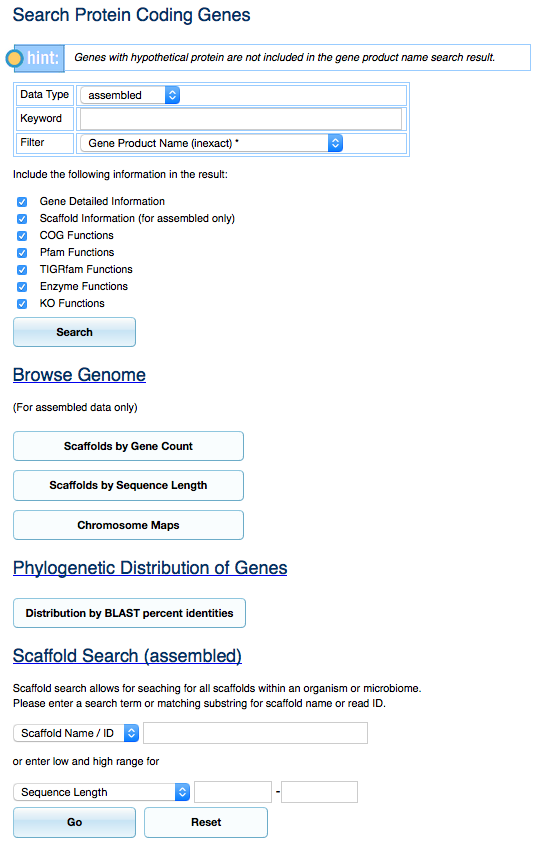 Search Protein Coding Genes
hint: Genes with hypothetical protein are not included in the gene product name search result.
Data Type assembled
Keyword
Filter Gene Product Name (inexact) *
Include the following information in the result:
Gene Detailed Information
Scaffold Information (for assembled only)
COG Functions
Pfam Functions
TIGRfam Functions
Enzyme Functions
KO Functions
Search
Browse Genome
(For assembled data only)
Scaffolds by Gene Count
Scaffolds by Sequence Length
Chromosome Maps
Phylogenetic Distribution of Genes
Distribution by BLAST percent identities
Scaffold Search (assembled)
Scaffold search allows for seaching for all scaffolds within an organism or microbiome.
Please enter a search term or matching substring for scaffold name or read ID.
Scaffold Name / ID
or enter low and high range for
Sequence Length -
Go Reset